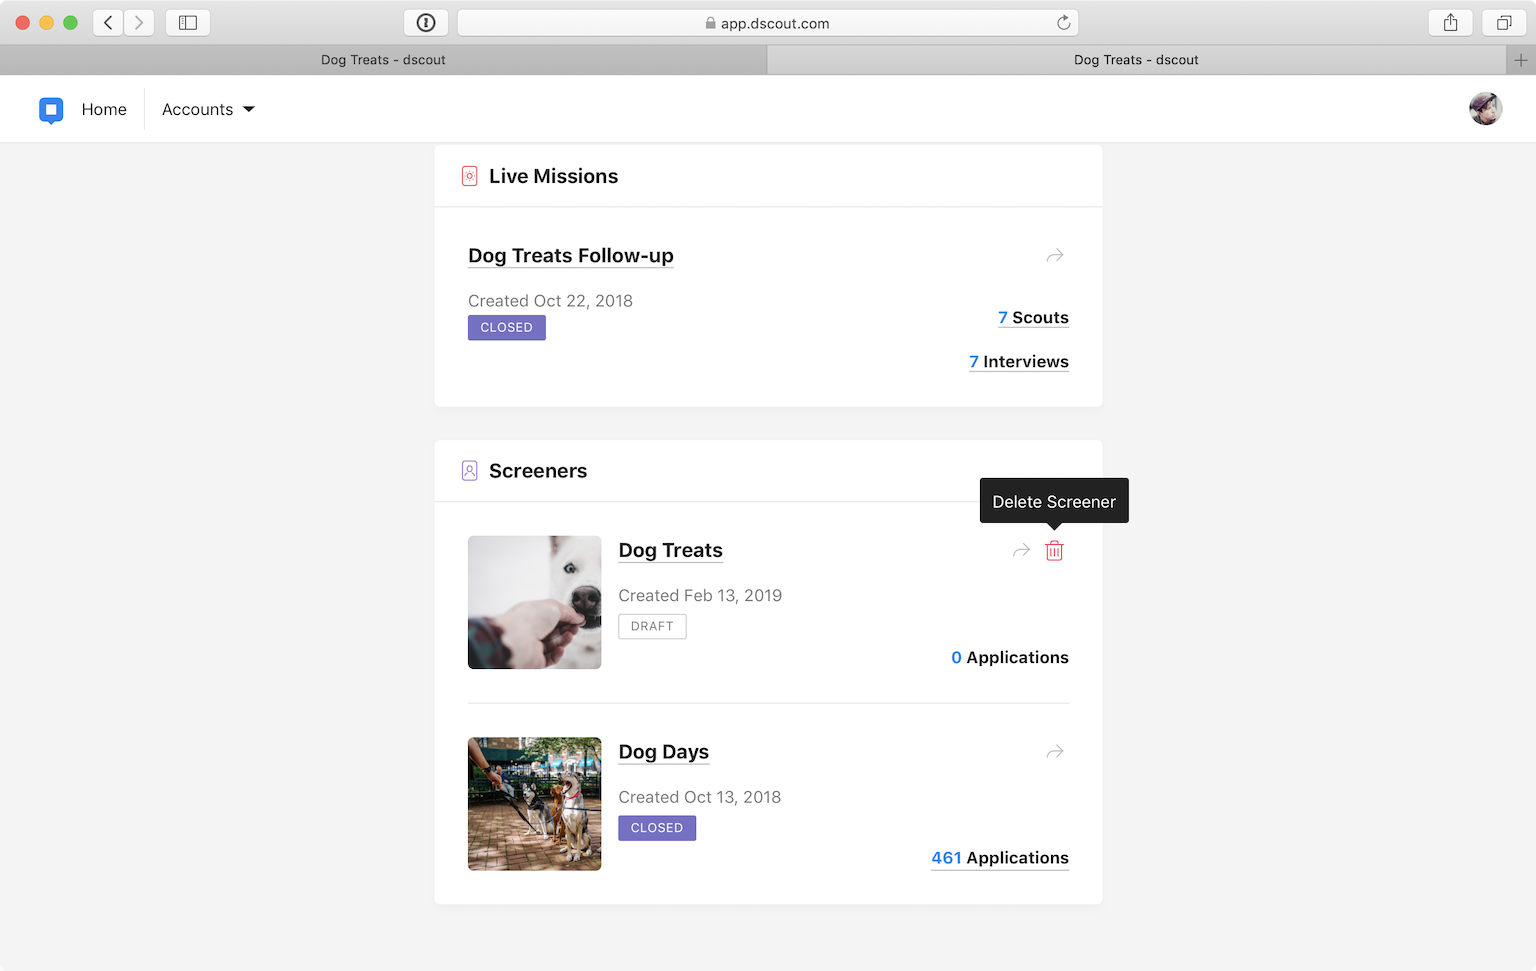 app.dscout.com
Dog Treats - dscout
Dog Treats - dscout
Home
Accounts
Live Missions
Dog Treats Follow-up
Created Oct 22, 2018
CLOSED
7 Scouts
7 Interviews
Screeners
Delete Screener
Dog Treats
Created Feb 13, 2019
DRAFT
0 Applications
Dog Days
Created Oct 13, 2018
CLOSED
461 Applications